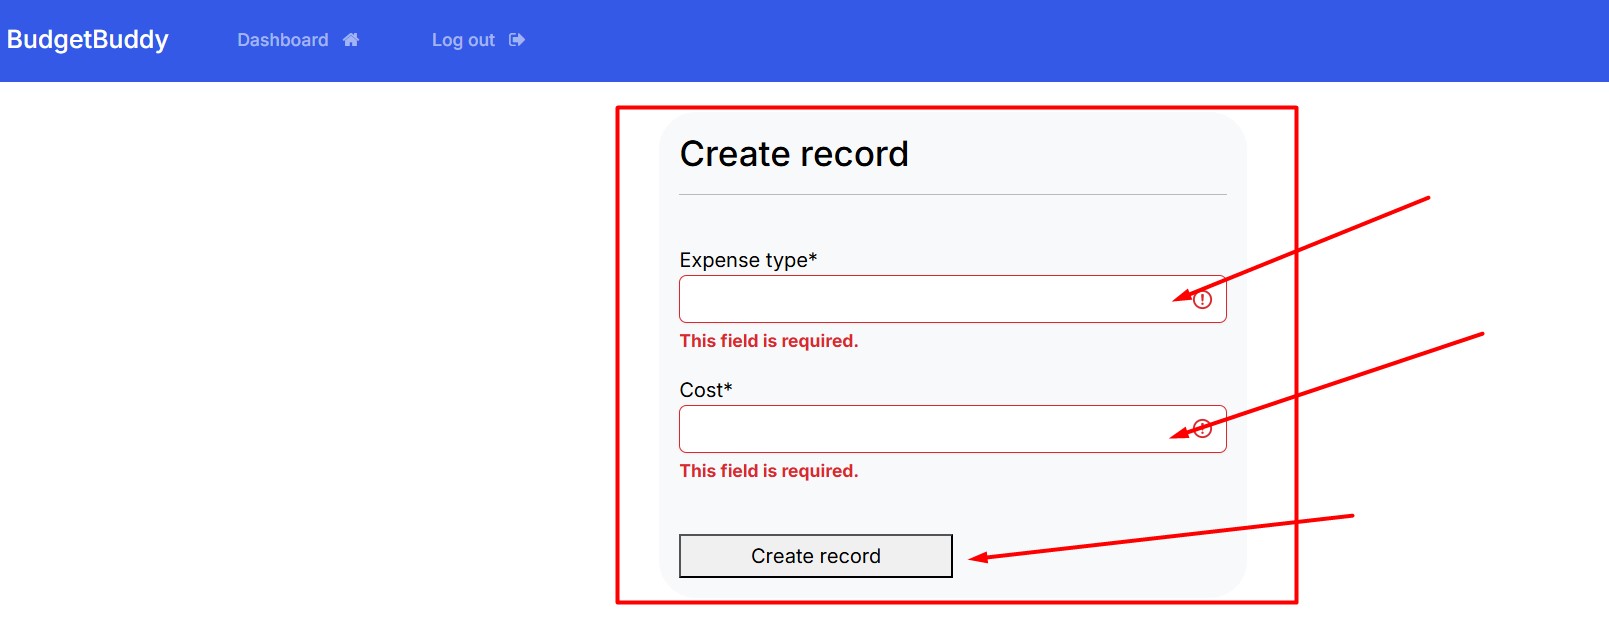 BudgetBuddy Dashboard Log out
Create record
Expense type*
This field is required.
Cost*
This field is required.
Create record